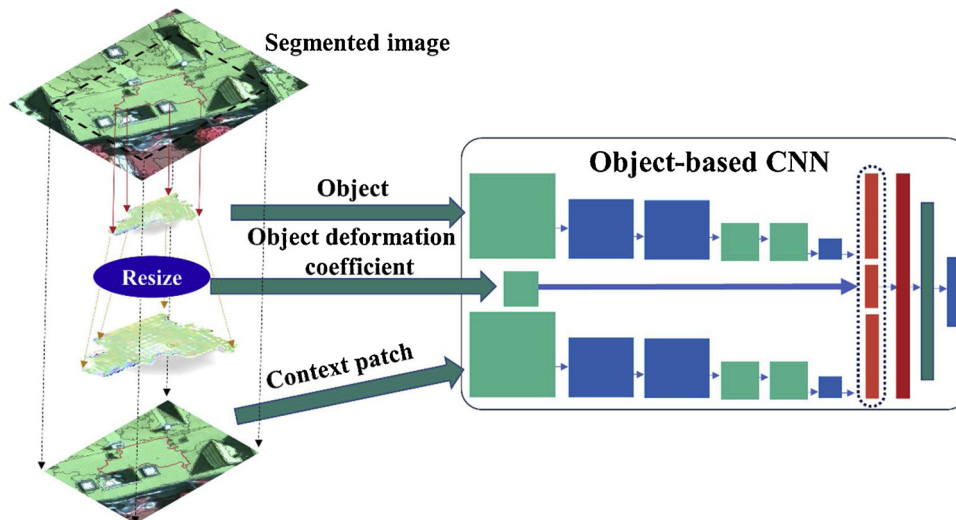 Segmented image
Object-based CNN
Object
Object deformation
coefficient
Resize
Context patch